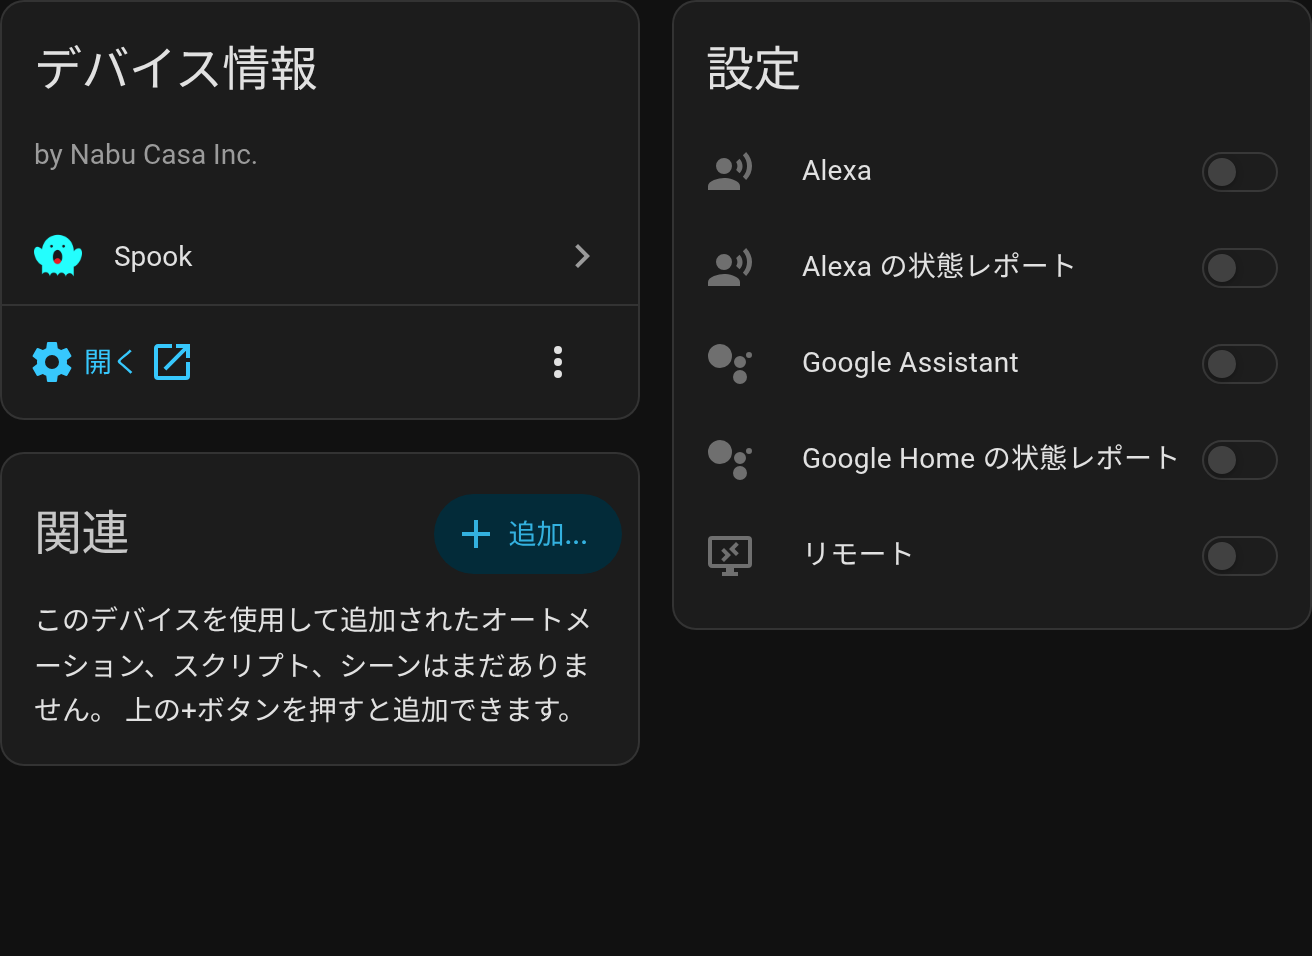 デバイス情報
by Nabu Casa Inc.
Spook
開く
関連
追加...
このデバイスを使用して追加されたオートメ
ーション、スクリプト、シーンはまだありま
せん。 上の+ボタンを押すと追加できます。
設定
Alexa
Alexa の状態レポート
Google Assistant
Google Home の状態レポート
リモート